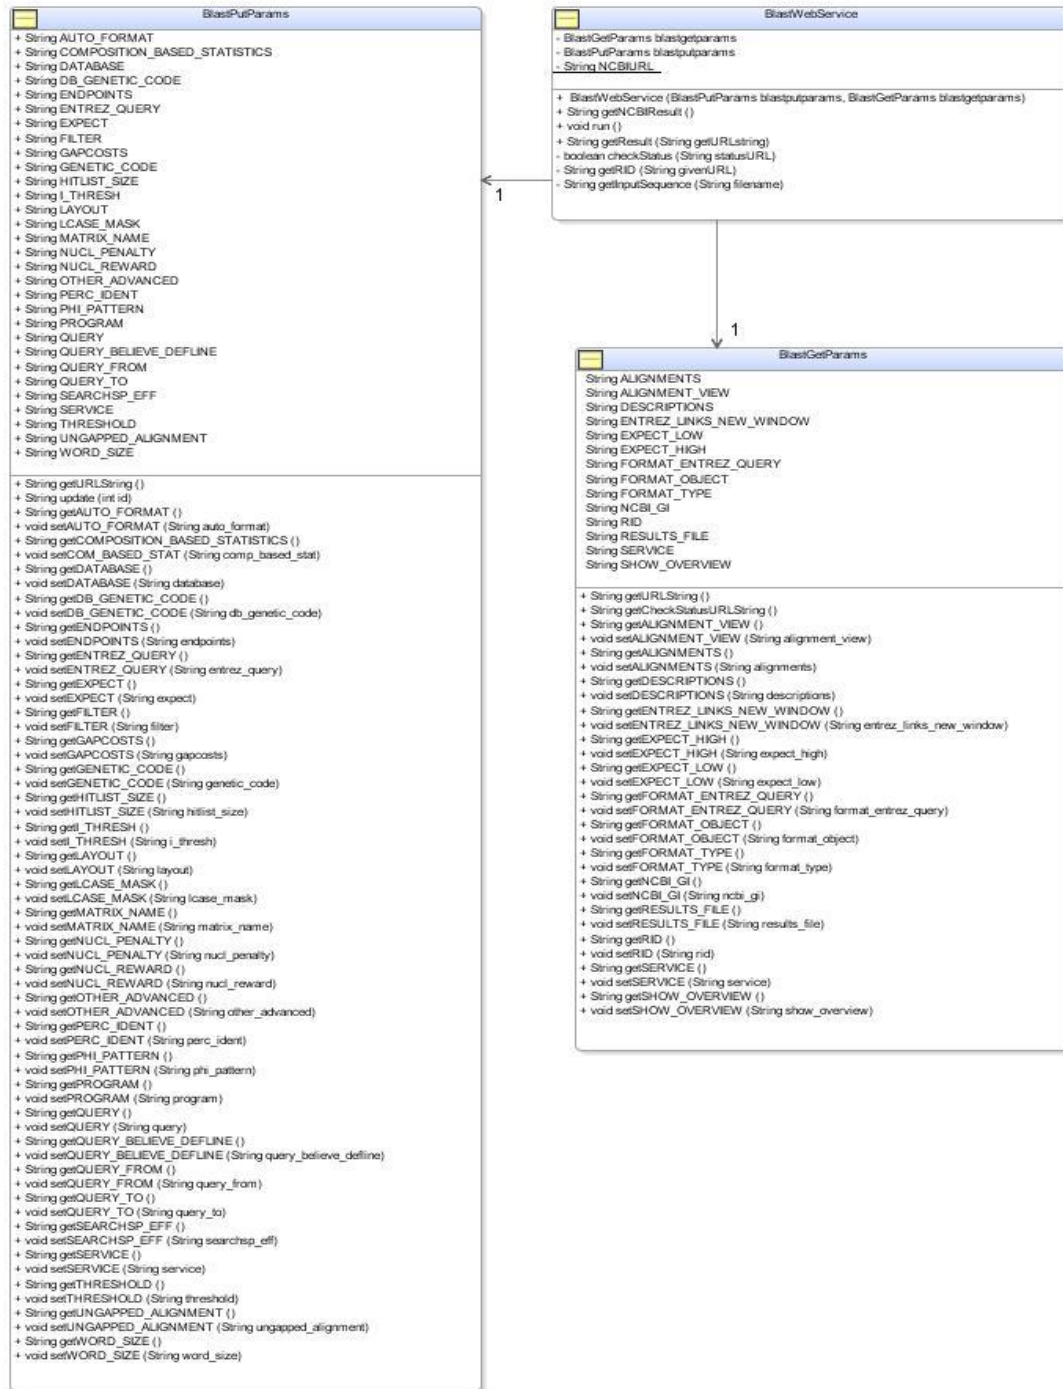 BlastPutParams
+ String AUTO_FORMAT
+ String COMPOSITION_BASED_STATISTICS
+ String DATABASE
+ String DB_GENETIC_CODE
+ String ENDPOINTS
+ String ENTREZ_QUERY
+ String EXPECT
+ String FILTER
+ String GAPCOSTS
+ String GENETIC_CODE
+ String HITLIST_SIZE
+ String I_THRESH
+ String LAYOUT
+ String LCASE_MASK
+ String MATRIX_NAME
+ String NUCL_PENALTY
+ String NUCL_REWARD
+ String OTHER_ADVANCED
+ String PERC_IDENT
+ String PHI_PATTERN
+ String PROGRAM
+ String QUERY
+ String QUERY_BELIEVE_DEFLINE
+ String QUERY_FROM
+ String QUERY_TO
+ String SEARCHSP_EFF
+ String SERVICE
+ String THRESHOLD
+ String UNGAPPED_ALIGNMENT
+ String WORD_SIZE
+ String getURLString ()
+ String update (int id)
+ String getAUTO_FORMAT ()
+ void setAUTO_FORMAT (String auto_format)
+ String getCOMPOSITION_BASED_STATISTICS ()
+ void setCOM_BASED_STAT (String comp_based_stat)
+ String getDATABASE ()
+ void setDATABASE (String database)
+ String getDB_GENETIC_CODE ()
+ void setDB_GENETIC_CODE (String db_genetic_code)
+ String getENDPOINTS ()
+ void setENDPOINTS (String endpoints)
+ String getENTREZ_QUERY ()
+ void setENTREZ_QUERY (String entrez_query)
+ String getEXPECT ()
+ void setEXPECT (String expect)
+ String getFILTER ()
+ void setFILTER (String filter)
+ String getGAPCOSTS ()
+ void setGAPCOSTS (String gapcosts)
+ String getGENETIC_CODE ()
+ void setGENETIC_CODE (String genetic_code)
+ String getHITLIST_SIZE ()
+ void setHITLIST_SIZE (String hitlist_size)
+ String getI_THRESH ()
+ void setI_THRESH (String i_thresh)
+ String getLAYOUT ()
+ void setLAYOUT (String layout)
+ String getLCASE_MASK ()
+ void setLCASE_MASK (String lcase_mask)
+ String getMATRIX_NAME ()
+ void setMATRIX_NAME (String matrix_name)
+ String getNUCL_PENALTY ()
+ void setNUCL_PENALTY (String nucl_penalty)
+ String getNUCL_REWARD ()
+ void setNUCL_REWARD (String nucl_reward)
+ String getOTHER_ADVANCED ()
+ void setOTHER_ADVANCED (String other_advanced)
+ String getPERC_IDENT ()
+ void setPERC_IDENT (String perc_ident)
+ String getPHI_PATTERN ()
+ void setPHI_PATTERN (String phi_pattern)
+ String getPROGRAM ()
+ void setPROGRAM (String program)
+ String getQUERY ()
+ void setQUERY (String query)
+ String getQUERY_BELIEVE_DEFLINE ()
+ void setQUERY_BELIEVE_DEFLINE (String query_believe_defline)
+ String getQUERY_FROM ()
+ void setQUERY_FROM (String query_from)
+ String getQUERY_TO ()
+ void setQUERY_TO (String query_to)
+ String getSEARCHSP_EFF ()
+ void setSEARCHSP_EFF (String searchsp_eff)
+ String getSERVICE ()
+ void setSERVICE (String service)
+ String getTHRESHOLD ()
+ void setTHRESHOLD (String threshold)
+ String getUNGAPPED_ALIGNMENT ()
+ void setUNGAPPED_ALIGNMENT (String ungapped_alignment)
+ String getWORD_SIZE ()
+ void setWORD_SIZE (String word_size)
BlastWebService
- BlastGetParams blastgetparams
- BlastPutParams blastputparams
- String NCBIURL
+ BlastWebService (BlastPutParams blastputparams, BlastGetParams blastgetparams)
+ String getNCBIResult ()
+ void run ()
+ String getResult (String getURLstring)
- boolean checkStatus (String statusURL)
- String getRID (String givenURL)
- String getInputSequence (String filename)
1
1
BlastGetParams
String ALIGNMENTS
String ALIGNMENT_VIEW
String DESCRIPTIONS
String ENTREZ_LINKS_NEW_WINDOW
String EXPECT_LOW
String EXPECT_HIGH
String FORMAT_ENTREZ_QUERY
String FORMAT_OBJECT
String FORMAT_TYPE
String NCBI_GI
String RID
String RESULTS_FILE
String SERVICE
String SHOW_OVERVIEW
+ String getURLString ()
+ String getCheckStatusURLString ()
+ String getALIGNMENT_VIEW ()
+ void setALIGNMENT_VIEW (String alignment_view)
+ String getALIGNMENTS ()
+ void setALIGNMENTS (String alignments)
+ String getDESCRIPTIONS ()
+ void setDESCRIPTIONS (String descriptions)
+ String getENTREZ_LINKS_NEW_WINDOW ()
+ void setENTREZ_LINKS_NEW_WINDOW (String entrez_links_new_window)
+ String getEXPECT_HIGH ()
+ void setEXPECT_HIGH (String expect_high)
+ String getEXPECT_LOW ()
+ void setEXPECT_LOW (String expect_low)
+ String getFORMAT_ENTREZ_QUERY ()
+ void setFORMAT_ENTREZ_QUERY (String format_entrez_query)
+ String getFORMAT_OBJECT ()
+ void setFORMAT_OBJECT (String format_object)
+ String getFORMAT_TYPE ()
+ void setFORMAT_TYPE (String format_type)
+ String getNCBI_GI ()
+ void setNCBI_GI (String ncbi_gi)
+ String getRESULTS_FILE ()
+ void setRESULTS_FILE (String results_file)
+ String getRID ()
+ void setRID (String rid)
+ String getSERVICE ()
+ void setSERVICE (String service)
+ String getSHOW_OVERVIEW ()
+ void setSHOW_OVERVIEW (String show_overview)